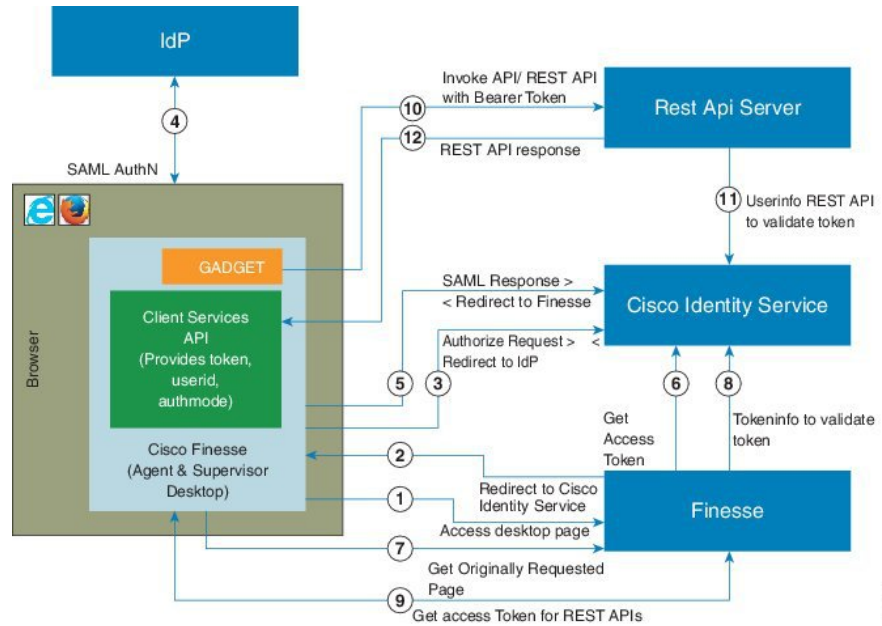 IdP
4
SAML AuthN
Browser
GADGET
Client Services
API
(Provides token,
userid,
authmode)
Cisco Finesse
(Agent & Supervisor
Desktop)
Invoke API/ REST API
with Bearer Token
10
12
REST API response
Rest Api Server
11
Userinfo REST API
to validate token
SAML Response >
< Redirect to Finesse
Authorize Request > <
Redirect to IdP
5
3
Cisco Identity Service
6
8
Get
Access
Token
Tokeninfo to validate
token
2
Redirect to Cisco
Identity Service
1
Access desktop page
Finesse
7
Get Originally Requested
Page
9
Get access Token for REST APIs